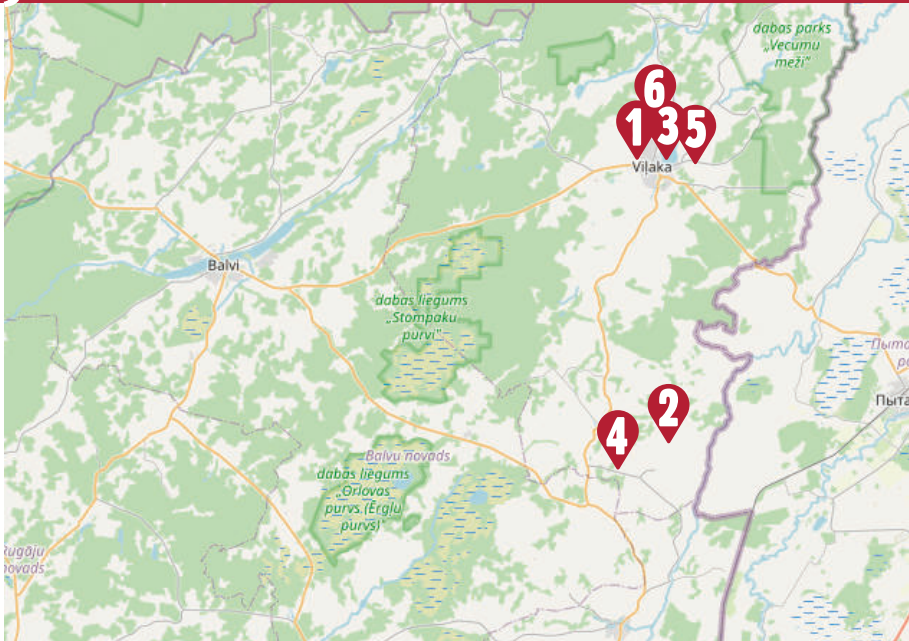 dabas parks
„Vecumu
meži"
6
1 3 5
Viļaka
Balvi
dabas liegums
„Stompaku
purvi"
2
4
Balvu novads
dabas liegums
„Orlovas
purvs (Ērgļu
purvs)"
Rugāju
novads
Пыта
Пыта